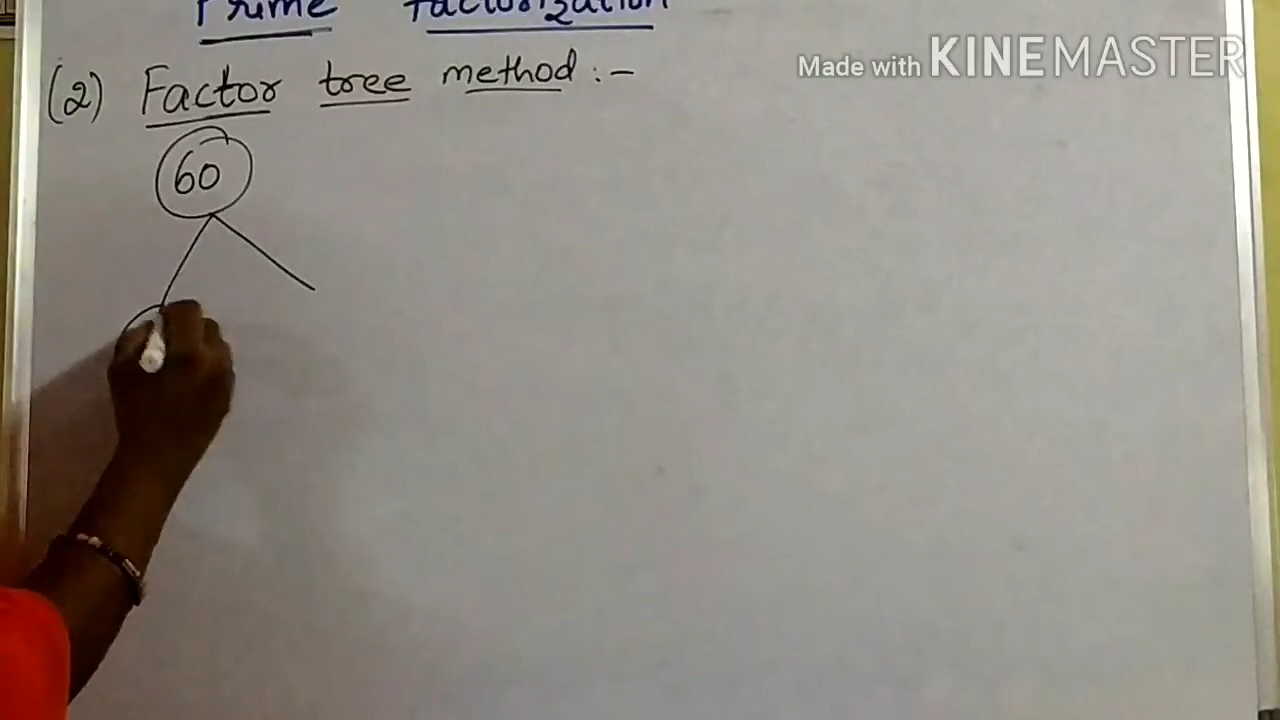 Prime factorization
Made with KINEMASTER
(2) Factor tree method :-
60